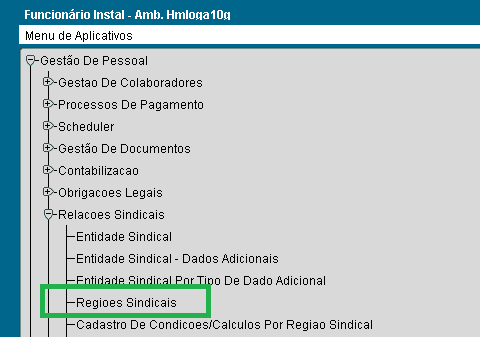 Funcionário Instal - Amb. Hmloga10g
Menu de Aplicativos
Gestão De Pessoal
Gestao De Colaboradores
Processos De Pagamento
Scheduler
Gestão De Documentos
Contabilizacao
Obrigacoes Legais
Relacoes Sindicais
Entidade Sindical
Entidade Sindical - Dados Adicionais
Entidade Sindical Por Tipo De Dado Adicional
Regioes Sindicais
Cadastro De Condicoes/Calculos Por Regiao Sindical